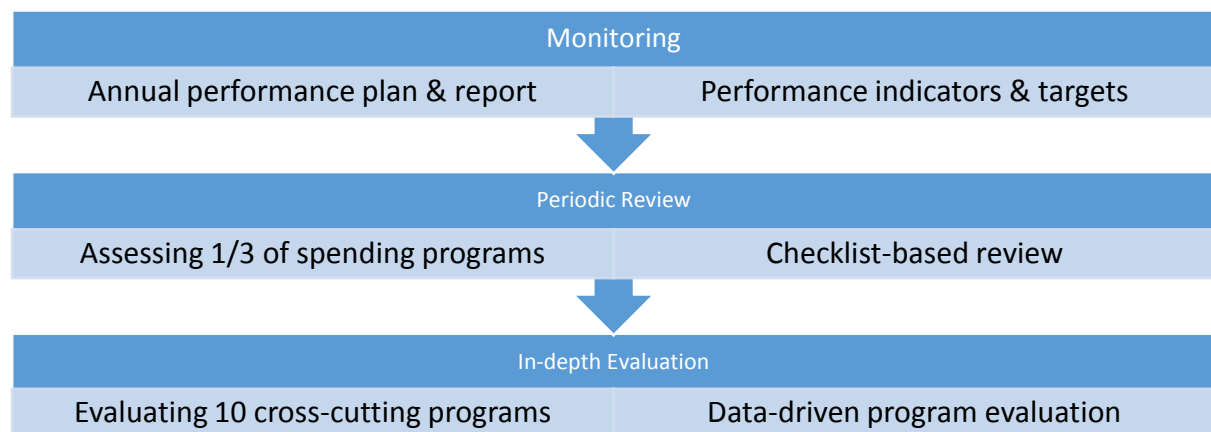 Monitoring
Annual performance plan & report
Performance indicators & targets
Periodic Review
Assessing 1/3 of spending programs
Checklist-based review
In-depth Evaluation
Evaluating 10 cross-cutting programs
Data-driven program evaluation